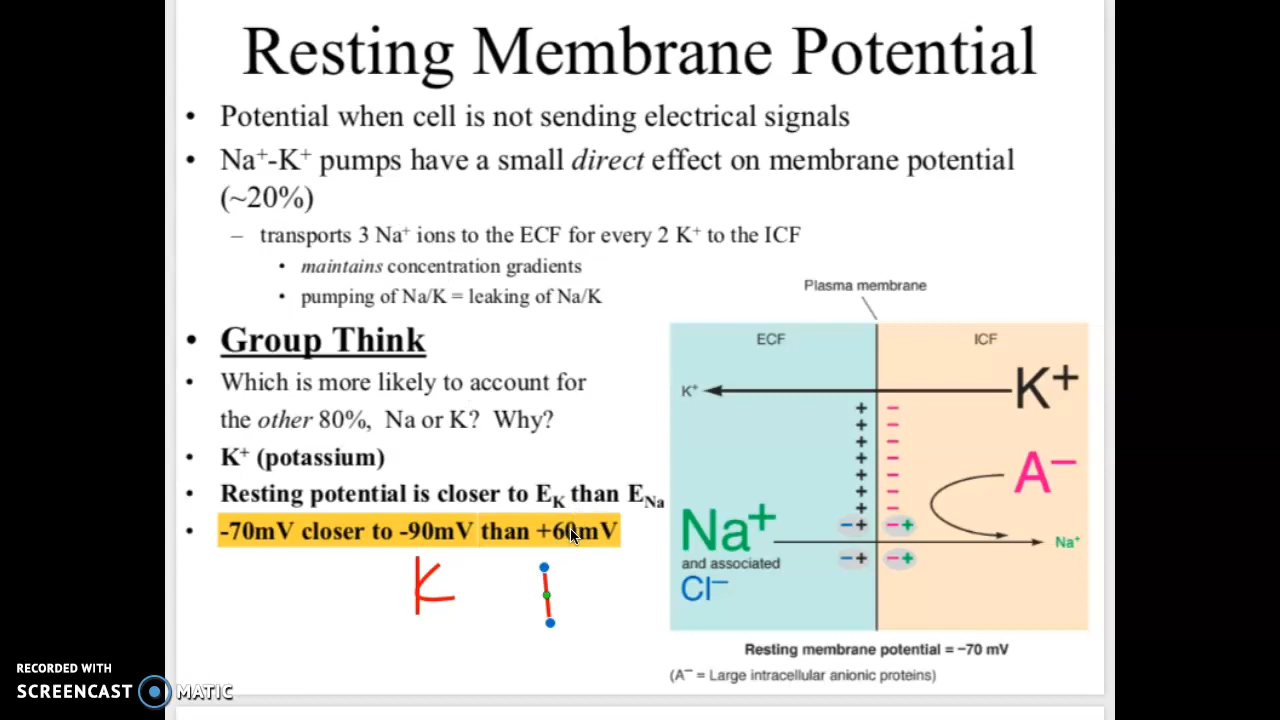 Resting Membrane Potential
• Potential when cell is not sending electrical signals
• Na⁺-K⁺ pumps have a small direct effect on membrane potential
(~20%)
– transports 3 Na⁺ ions to the ECF for every 2 K⁺ to the ICF
• maintains concentration gradients
• pumping of Na/K = leaking of Na/K
• Group Think
• Which is more likely to account for
the other 80%, Na or K? Why?
• K⁺ (potassium)
• Resting potential is closer to E_K than E_Na
• -70mV closer to -90mV than +60mV
K
Plasma membrane
ECF
ICF
K⁺
K⁺
+ −
+ −
+ −
+ −
+ −
+ −
+ −
A⁻
Na⁺
−+ −+
Na⁺
and associated
−+ −+
Cl⁻
Resting membrane potential = −70 mV
(A⁻ = Large intracellular anionic proteins)
RECORDED WITH
SCREENCAST MATIC